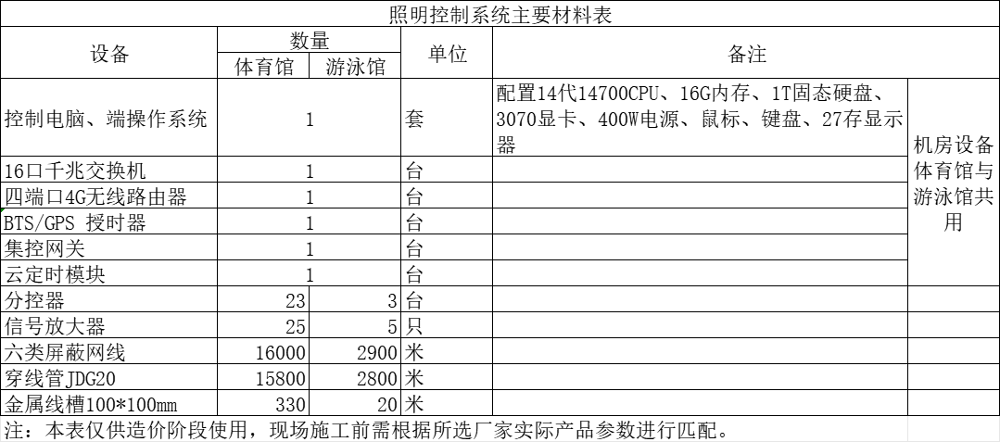 照明控制系统主要材料表
设备 数量 单位 备注
体育馆 游泳馆
控制电脑、端操作系统 1 套 配置14代14700CPU、16G内存、1T固态硬盘、
3070显卡、400W电源、鼠标、键盘、27存显示
器
机房设备
体育馆与
游泳馆共
用
16口千兆交换机 1 台
四端口4G无线路由器 1 台
BTS/GPS 授时器 1 台
集控网关 1 台
云定时模块 1 台
分控器 23 3 台
信号放大器 25 5 只
六类屏蔽网线 16000 2900 米
穿线管JDG20 15800 2800 米
金属线槽100*100mm 330 20 米
注：本表仅供造价阶段使用，现场施工前需根据所选厂家实际产品参数进行匹配。